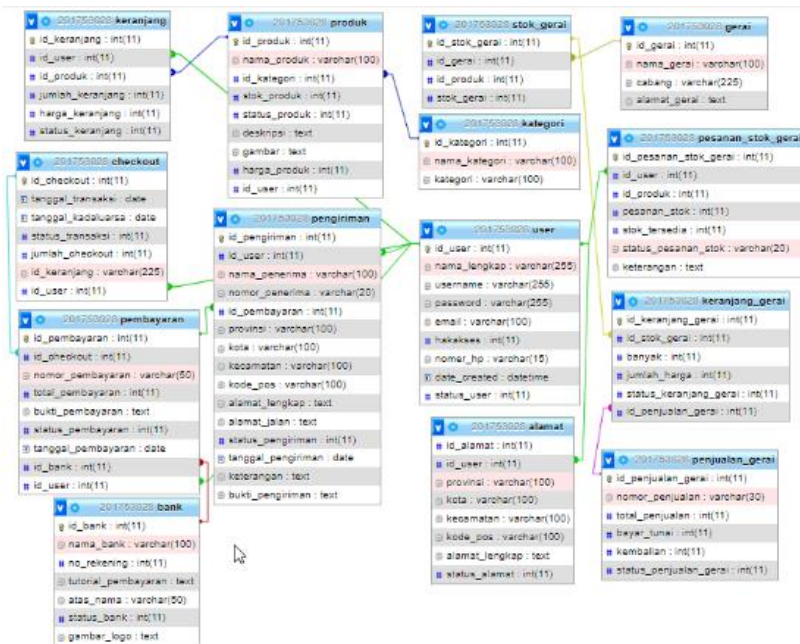 201753028 keranjang
id_keranjang : int(11)
id_user : int(11)
id_produk : int(11)
jumlah_keranjang : int(11)
harga_keranjang : int(11)
status_keranjang : int(11)
201753028 produk
id_produk : int(11)
nama_produk : varchar(100)
id_kategori : int(11)
stok_produk : int(11)
status_produk : int(11)
deskripsi : text
gambar : text
harga_produk : int(11)
id_user : int(11)
201753028 stok_gerai
id_stok_gerai : int(11)
id_gerai : int(11)
id_produk : int(11)
stok_gerai : int(11)
201753028 gerai
id_gerai : int(11)
nama_gerai : varchar(100)
cabang : varchar(225)
alamat_gerai : text
201753028 kategori
id_kategori : int(11)
nama_kategori : varchar(100)
kategori : varchar(100)
201753028 pesanan_stok_gerai
id_pesanan_stok_gerai : int(11)
id_user : int(11)
id_produk : int(11)
pesanan_stok : int(11)
stok_tersedia : int(11)
status_pesanan_stok : varchar(20)
keterangan : text
201753028 checkout
id_checkout : int(11)
tanggal_transaksi : date
tanggal_kadaluarsa : date
status_transaksi : int(11)
jumlah_checkout : int(11)
id_keranjang : varchar(225)
id_user : int(11)
201753028 pengiriman
id_pengiriman : int(11)
id_user : int(11)
nama_penerima : varchar(100)
nomor_penerima : varchar(20)
id_pembayaran : int(11)
provinsi : varchar(100)
kota : varchar(100)
kecamatan : varchar(100)
kode_pos : varchar(100)
alamat_lengkap : text
alamat_jalan : text
status_pengiriman : int(11)
tanggal_pengiriman : date
keterangan : text
bukti_pengiriman : text
201753028 user
id_user : int(11)
nama_lengkap : varchar(255)
username : varchar(255)
password : varchar(255)
email : varchar(100)
hakakses : int(11)
nomer_hp : varchar(15)
date_created : datetime
status_user : int(11)
201753028 keranjang_gerai
id_keranjang_gerai : int(11)
id_stok_gerai : int(11)
banyak : int(11)
jumlah_harga : int(11)
status_keranjang_gerai : int(11)
id_penjualan_gerai : int(11)
201753028 pembayaran
id_pembayaran : int(11)
id_checkout : int(11)
nomor_pembayaran : varchar(50)
total_pembayaran : int(11)
bukti_pembayaran : text
status_pembayaran : int(11)
tanggal_pembayaran : date
id_bank : int(11)
id_user : int(11)
201753028 alamat
id_alamat : int(11)
id_user : int(11)
provinsi : varchar(100)
kota : varchar(100)
kecamatan : varchar(100)
kode_pos : varchar(100)
alamat_lengkap : text
status_alamat : int(11)
201753028 penjualan_gerai
id_penjualan_gerai : int(11)
nomor_penjualan : varchar(30)
total_penjualan : int(11)
bayar_tunai : int(11)
kembalian : int(11)
status_penjualan_gerai : int(11)
201753028 bank
id_bank : int(11)
nama_bank : varchar(100)
no_rekening : int(11)
tutorial_pembayaran : text
atas_nama : varchar(50)
status_bank : int(11)
gambar_logo : text